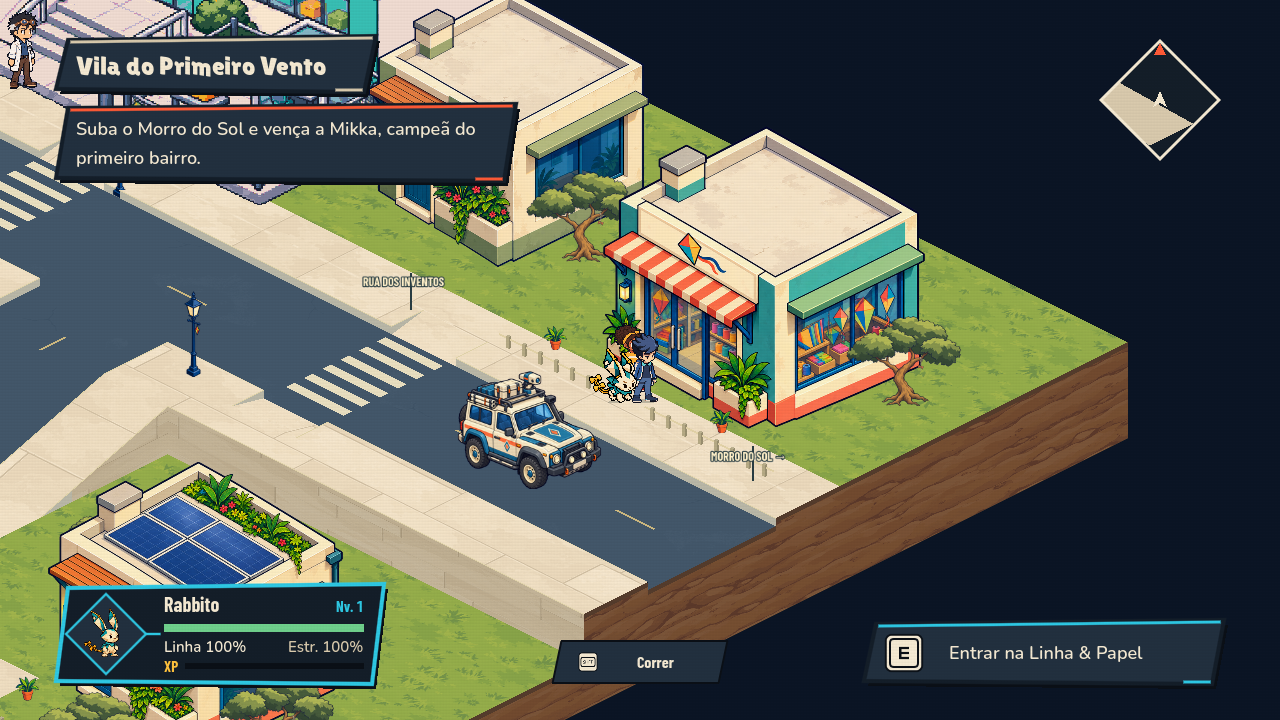 Vila do Primeiro Vento
Suba o Morro do Sol e vença a Mikka, campeã do
primeiro bairro.
RUA DOS INVENTOS
MORRO DO SOL →
Rabbito
Nv. 1
Linha 100%
Estr. 100%
XP
Correr
E
Entrar na Linha & Papel